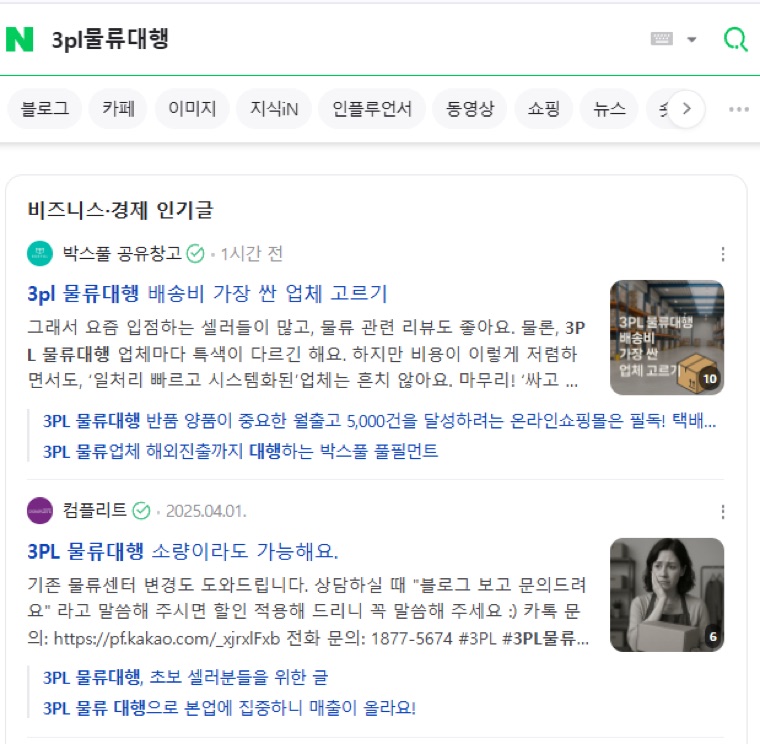 N 3pl물류대행
블로그 카페 이미지 지식iN 인플루언서 동영상 쇼핑 뉴스
비즈니스·경제 인기글
박스풀 공유창고 · 1시간 전
3pl 물류대행 배송비 가장 싼 업체 고르기
그래서 요즘 입점하는 셀러들이 많고, 물류 관련 리뷰도 좋아요. 물론, 3P
L 물류대행 업체마다 특색이 다르긴 해요. 하지만 비용이 이렇게 저렴하
면서도, ‘일처리 빠르고 시스템화된’업체는 흔치 않아요. 마무리! ‘싸고 ...
3PL 물류대행
배송비
가장 싼
업체 고르기
10
3PL 물류대행 반품 양품이 중요한 월출고 5,000건을 달성하려는 온라인쇼핑몰은 필독! 택배...
3PL 물류업체 해외진출까지 대행하는 박스풀 풀필먼트
컴플리트 · 2025.04.01.
3PL 물류대행 소량이라도 가능해요.
기존 물류센터 변경도 도와드립니다. 상담하실 때 "블로그 보고 문의드려
요" 라고 말씀해 주시면 할인 적용해 드리니 꼭 말씀해 주세요 :) 카톡 문
의: https://pf.kakao.com/_xjrxlFxb 전화 문의: 1877-5674 #3PL #3PL물류...
6
3PL 물류대행, 초보 셀러분들을 위한 글
3PL 물류 대행으로 본업에 집중하니 매출이 올라요!